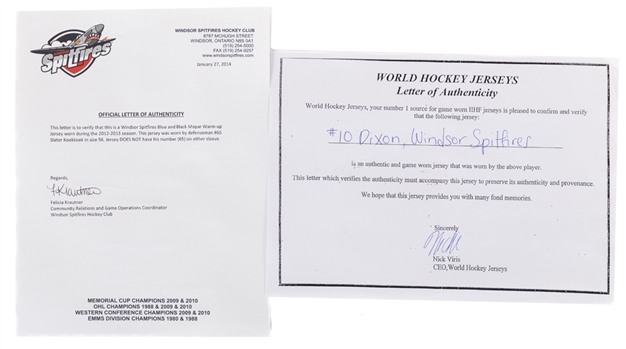 Spitfires
WINDSOR SPITFIRES HOCKEY CLUB
8787 MCHUGH STREET
WINDSOR, ONTARIO N8S 0A1
(519) 254-5000
FAX (519) 254-9257
www.windsorspitfires.com
January 27, 2014
OFFICIAL LETTER OF AUTHENTICITY
This letter is to verify that this is a Windsor Spitfires Blue and Black Mopar Warm-up
Jersey worn during the 2012-2013 season. This jersey was worn by defenseman #65
Slater Koekkoek in size 56. Jersey DOES NOT have his number (65) on either sleeve.
Regards,
F.Krautner
Felicia Krautner
Community Relations and Game Operations Coordinator
Windsor Spitfires Hockey Club
MEMORIAL CUP CHAMPIONS 2009 & 2010
OHL CHAMPIONS 1988 & 2009 & 2010
WESTERN CONFERENCE CHAMPIONS 2009 & 2010
EMMS DIVISION CHAMPIONS 1980 & 1988
WORLD HOCKEY JERSEYS
Letter of Authenticity
World Hockey Jerseys, your number 1 source for game worn IIHF jerseys is pleased to confirm and verify
that the following jersey:
#10 Dixon, Windsor Spitfires
is an authentic and game worn jersey that was worn by the above player.
This letter which verifies the authenticity must accompany this jersey to preserve its authenticity and provenance.
We hope that this jersey provides you with many fond memories.
Sincerely
Nick Viris
CEO,World Hockey Jerseys